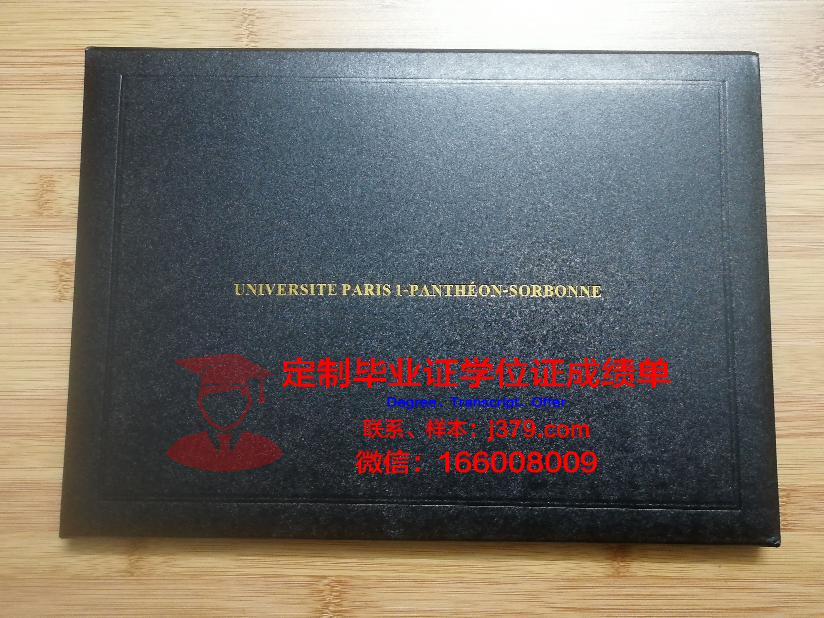 UNIVERSITE PARIS 1-PANTHÉON-SORBONNE
定制毕业证学位证成绩单
Degree、Transcript、Offer
联系、样本：j379.com
微信：166008009